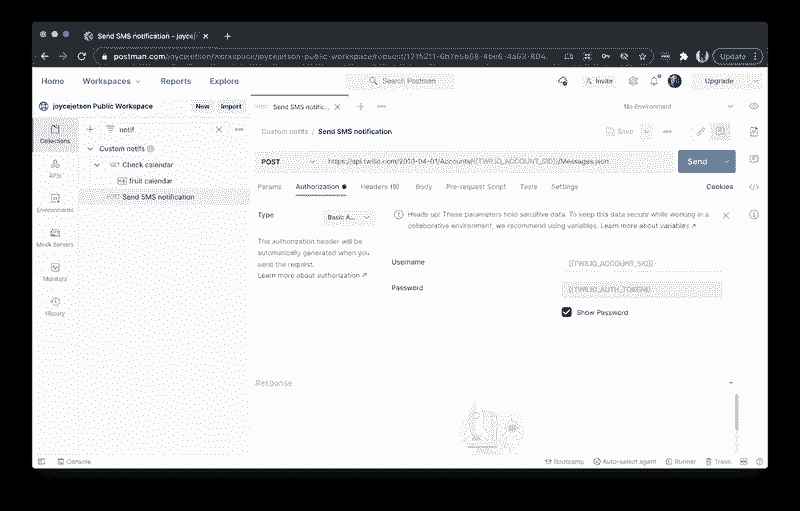 Send SMS notification - joycej
postman.com/joycejetson/workspace/joycejetson-public-workspace/request/
Update
Home Workspaces Reports Explore
Search Postman
Invite
Upgrade
joycejetson Public Workspace
New Import
POST Send SMS notific...
No Environment
notif
Custom notifs / Send SMS notification
Save
Collections
APIs
Environments
Mock Servers
Monitors
History
Custom notifs
GET Check calendar
fruit calendar
POST Send SMS notification
POST
https://api.twilio.com/2010-04-01/Accounts/{{TWILIO_ACCOUNT_SID}}/Messages.json
Send
Params Authorization Headers (9) Body Pre-request Script Tests Settings
Cookies
Type
Basic A...
Heads up! These parameters hold sensitive data. To keep this data secure while working in a
collaborative environment, we recommend using variables. Learn more about variables ↗
The authorization header will be
automatically generated when you
send the request.
Learn more about authorization ↗
Username
{{TWILIO_ACCOUNT_SID}}
Password
{{TWILIO_AUTH_TOKEN}}
Show Password
Response
Console
Bootcamp
Auto-select agent
Runner
Trash